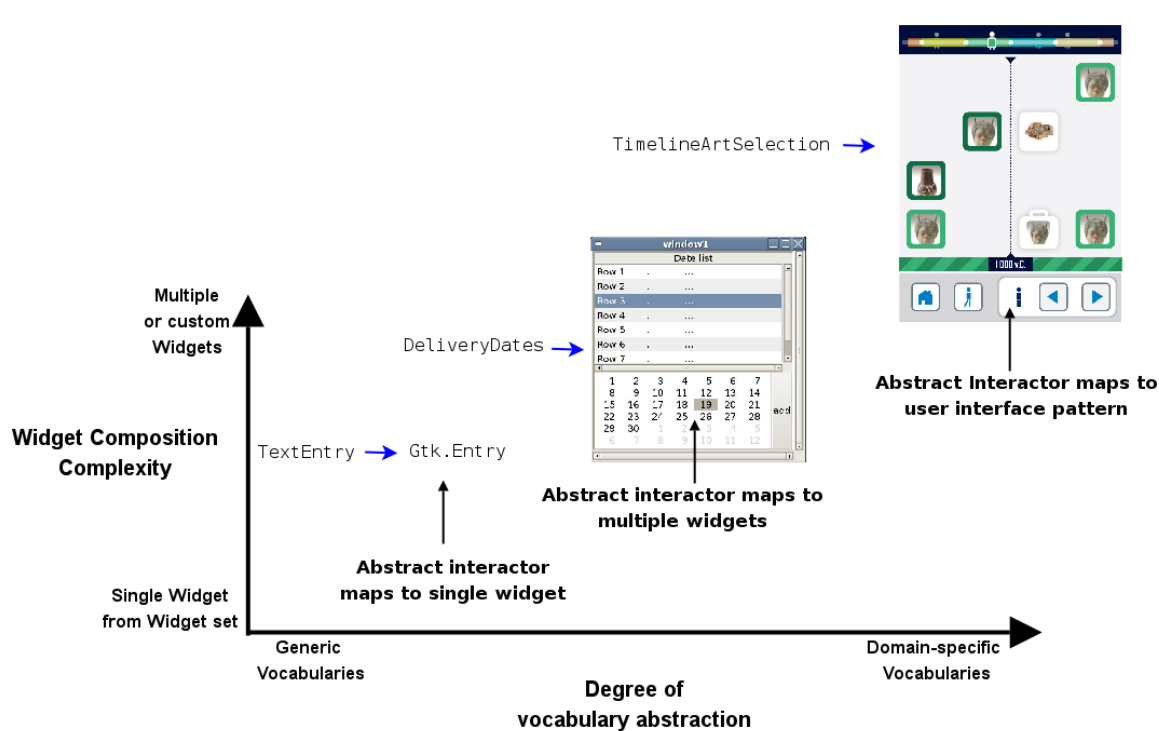 TimelineArtSelection
1000 v.C.
Abstract Interactor maps to
user interface pattern
window1
Date list
Row 1 . ...
Row 2 . ...
Row 3 . ...
Row 4 . ...
Row 5 . ...
Row 6 . ...
Row 7 . ...
1 2 3 4 5 6 7
8 9 10 11 12 13 14
15 16 17 18 19 20 21
22 23 24 25 26 27 28
29 30 1 2 3 4 5
6 7 8 9 10 11 12
add
DeliveryDates
Abstract interactor maps to
multiple widgets
Multiple
or custom
Widgets
Widget Composition
Complexity
TextEntry
Gtk.Entry
Abstract interactor
maps to single widget
Single Widget
from Widget set
Generic
Vocabularies
Domain-specific
Vocabularies
Degree of
vocabulary abstraction